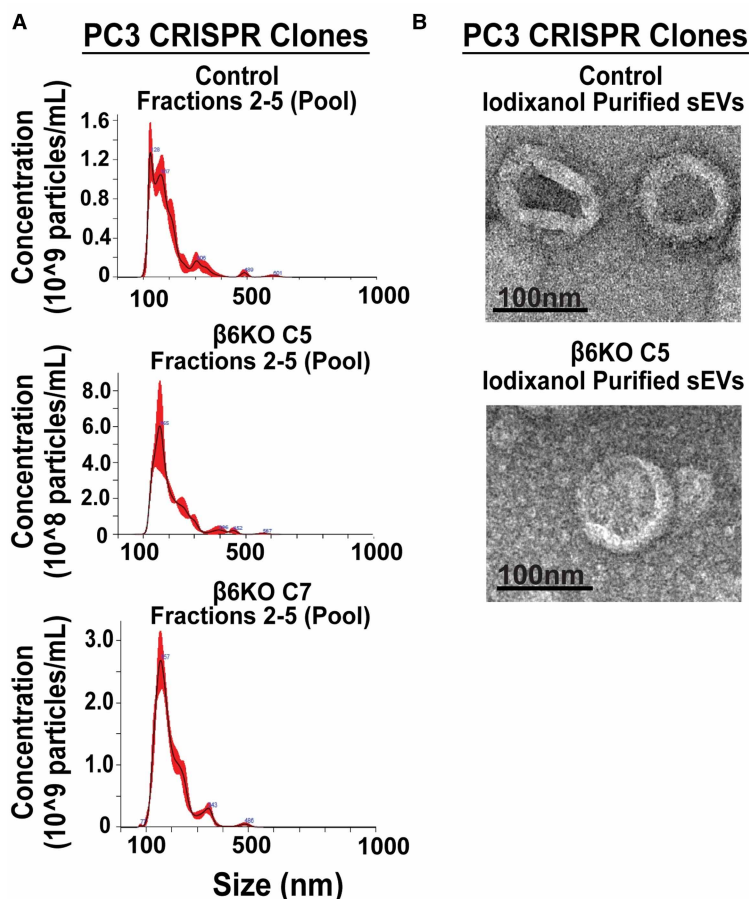 A
PC3 CRISPR Clones
Control
Fractions 2-5 (Pool)
Concentration
(10^9 particles/mL)
1.6
1.2
0.8
0.4
0
100
500
1000
β6KO C5
Fractions 2-5 (Pool)
Concentration
(10^8 particles/mL)
8.0
6.0
4.0
2.0
0
100
500
1000
β6KO C7
Fractions 2-5 (Pool)
Concentration
(10^9 particles/mL)
3.0
2.0
1.0
0
100
500
1000
Size (nm)
B
PC3 CRISPR Clones
Control
Iodixanol Purified sEVs
100nm
β6KO C5
Iodixanol Purified sEVs
100nm